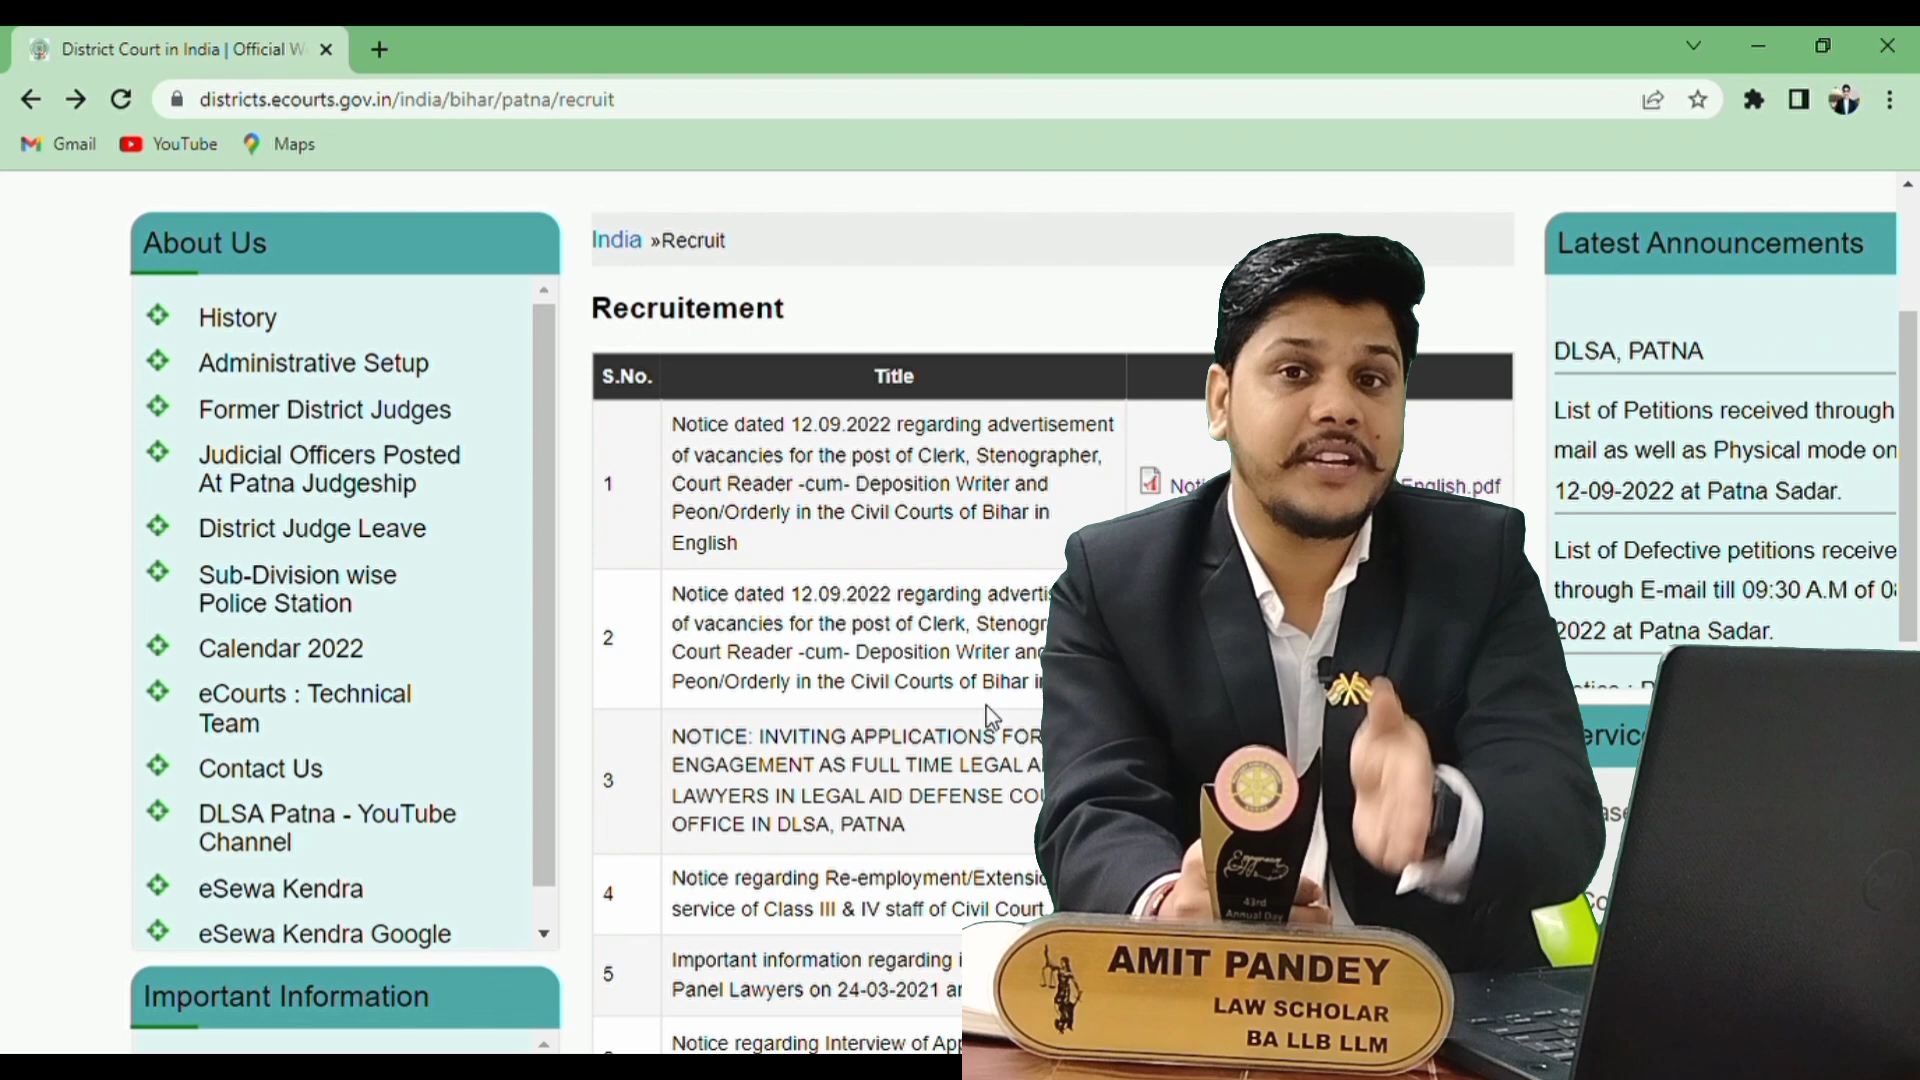 District Court in India | Official W
districts.ecourts.gov.in/india/bihar/patna/recruit
Gmail YouTube Maps
About Us
History
Administrative Setup
Former District Judges
Judicial Officers Posted
At Patna Judgeship
District Judge Leave
Sub-Division wise
Police Station
Calendar 2022
eCourts : Technical
Team
Contact Us
DLSA Patna - YouTube
Channel
eSewa Kendra
eSewa Kendra Google
Important Information
India »Recruit
Recruitement
S.No. Title
1
Notice dated 12.09.2022 regarding advertisement
of vacancies for the post of Clerk, Stenographer,
Court Reader -cum- Deposition Writer and
Peon/Orderly in the Civil Courts of Bihar in
English
English.pdf
2
Notice dated 12.09.2022 regarding
of vacancies for the post of Clerk,
Court Reader -cum- Deposition Writer and
Peon/Orderly in the Civil Courts of Bihar
3
NOTICE: INVITING APPLICATIONS FOR
ENGAGEMENT AS FULL TIME LEGAL
LAWYERS IN LEGAL AID DEFENSE
OFFICE IN DLSA, PATNA
4
Notice regarding Re-employment/
service of Class III & IV staff of Civil Court
5
Important information regarding
Panel Lawyers on 24-03-2021
Notice regarding Interview of
Latest Announcements
DLSA, PATNA
List of Petitions received through
mail as well as Physical mode on
12-09-2022 at Patna Sadar.
List of Defective petitions receive
through E-mail till 09:30 A.M of
2022 at Patna Sadar.
43rd
Annual Day
AMIT PANDEY
LAW SCHOLAR
BA LLB LLM